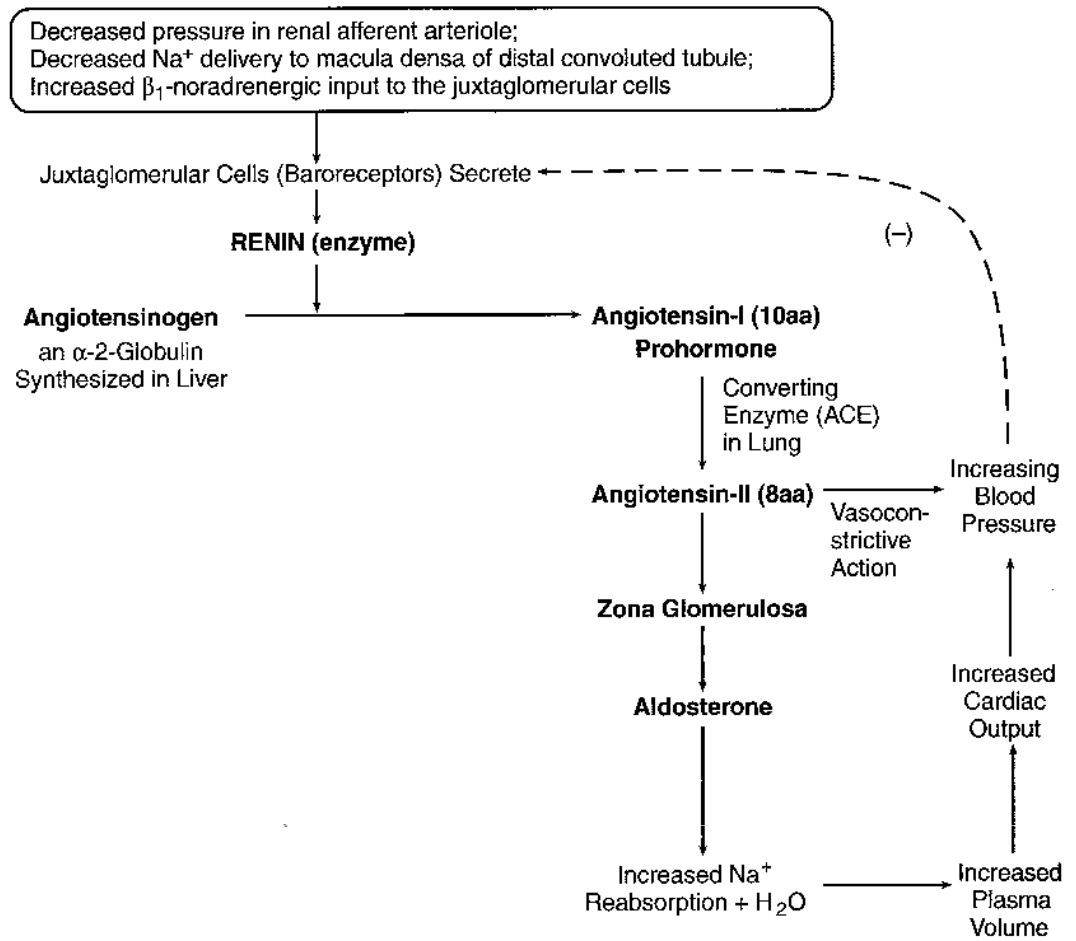 Decreased pressure in renal afferent arteriole;
Decreased Na⁺ delivery to macula densa of distal convoluted tubule;
Increased β₁-noradrenergic input to the juxtaglomerular cells
Juxtaglomerular Cells (Baroreceptors) Secrete
(–)
RENIN (enzyme)
Angiotensinogen
an α-2-Globulin
Synthesized in Liver
Angiotensin-I (10aa)
Prohormone
Converting
Enzyme (ACE)
in Lung
Angiotensin-II (8aa)
Vasocon-
strictive
Action
Increasing
Blood
Pressure
Zona Glomerulosa
Aldosterone
Increased
Cardiac
Output
Increased Na⁺
Reabsorption + H₂O
Increased
Plasma
Volume